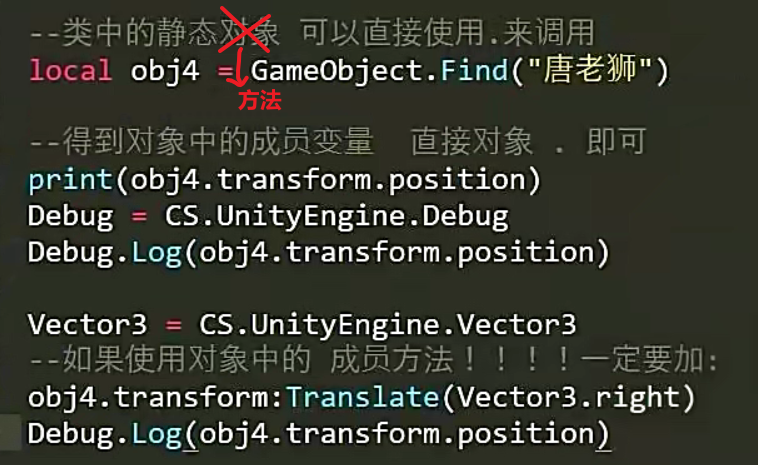 --类中的静态对象 可以直接使用.来调用
local obj4 = GameObject.Find("唐老狮")
方法
--得到对象中的成员变量  直接对象 . 即可
print(obj4.transform.position)
Debug = CS.UnityEngine.Debug
Debug.Log(obj4.transform.position)
Vector3 = CS.UnityEngine.Vector3
--如果使用对象中的 成员方法！！！！一定要加:
obj4.transform:Translate(Vector3.right)
Debug.Log(obj4.transform.position)